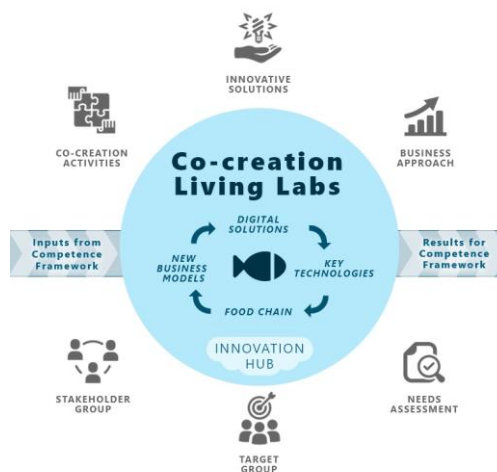 INNOVATIVE
SOLUTIONS
CO-CREATION
ACTIVITIES
BUSINESS
APPROACH
Co-creation
Living Labs
DIGITAL
SOLUTIONS
Inputs from
Competence
Framework
NEW
BUSINESS
MODELS
KEY
TECHNOLOGIES
Results for
Competence
Framework
FOOD CHAIN
INNOVATION
HUB
STAKEHOLDER
GROUP
NEEDS
ASSESSMENT
TARGET
GROUP